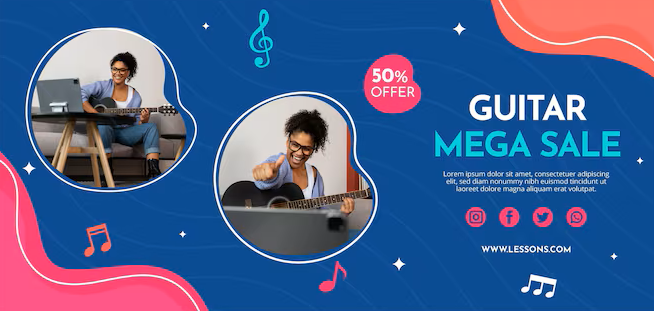 50%
OFFER
GUITAR
MEGA SALE
Lorem ipsum dolor sit amet, consectetuer adipiscing
elit, sed diam nonummy nibh euismod tincidunt ut
laoreet dolore magna aliquam erat volutpat.
WWW.LESSONS.COM